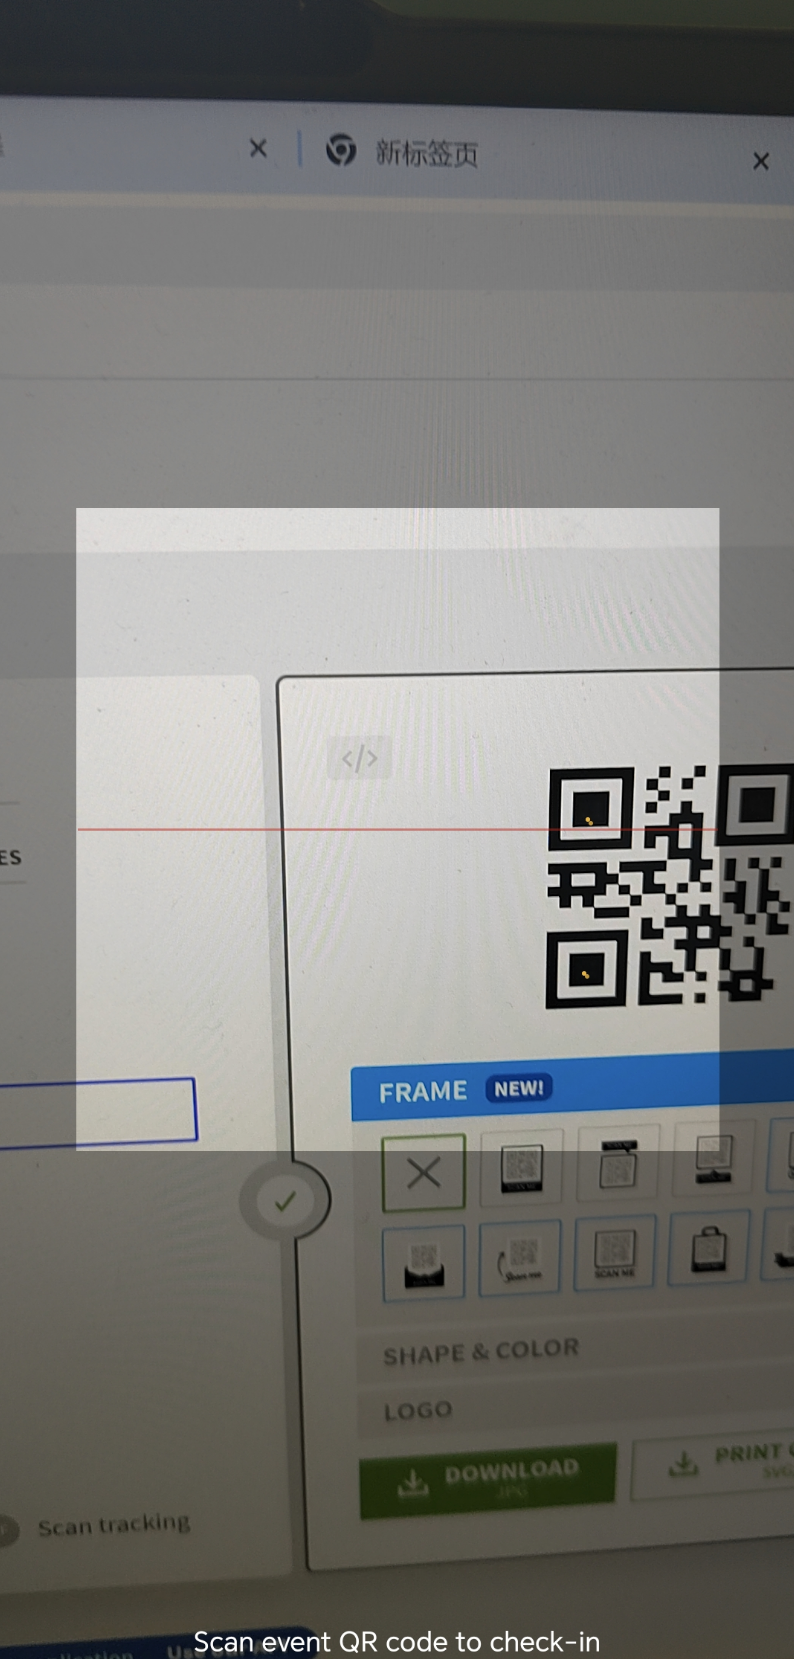 新标签页
</>
ES
FRAME NEW!
SCAN ME
SHAPE & COLOR
LOGO
DOWNLOAD
JPG
PRINT
SVG
Scan tracking
Scan event QR code to check-in